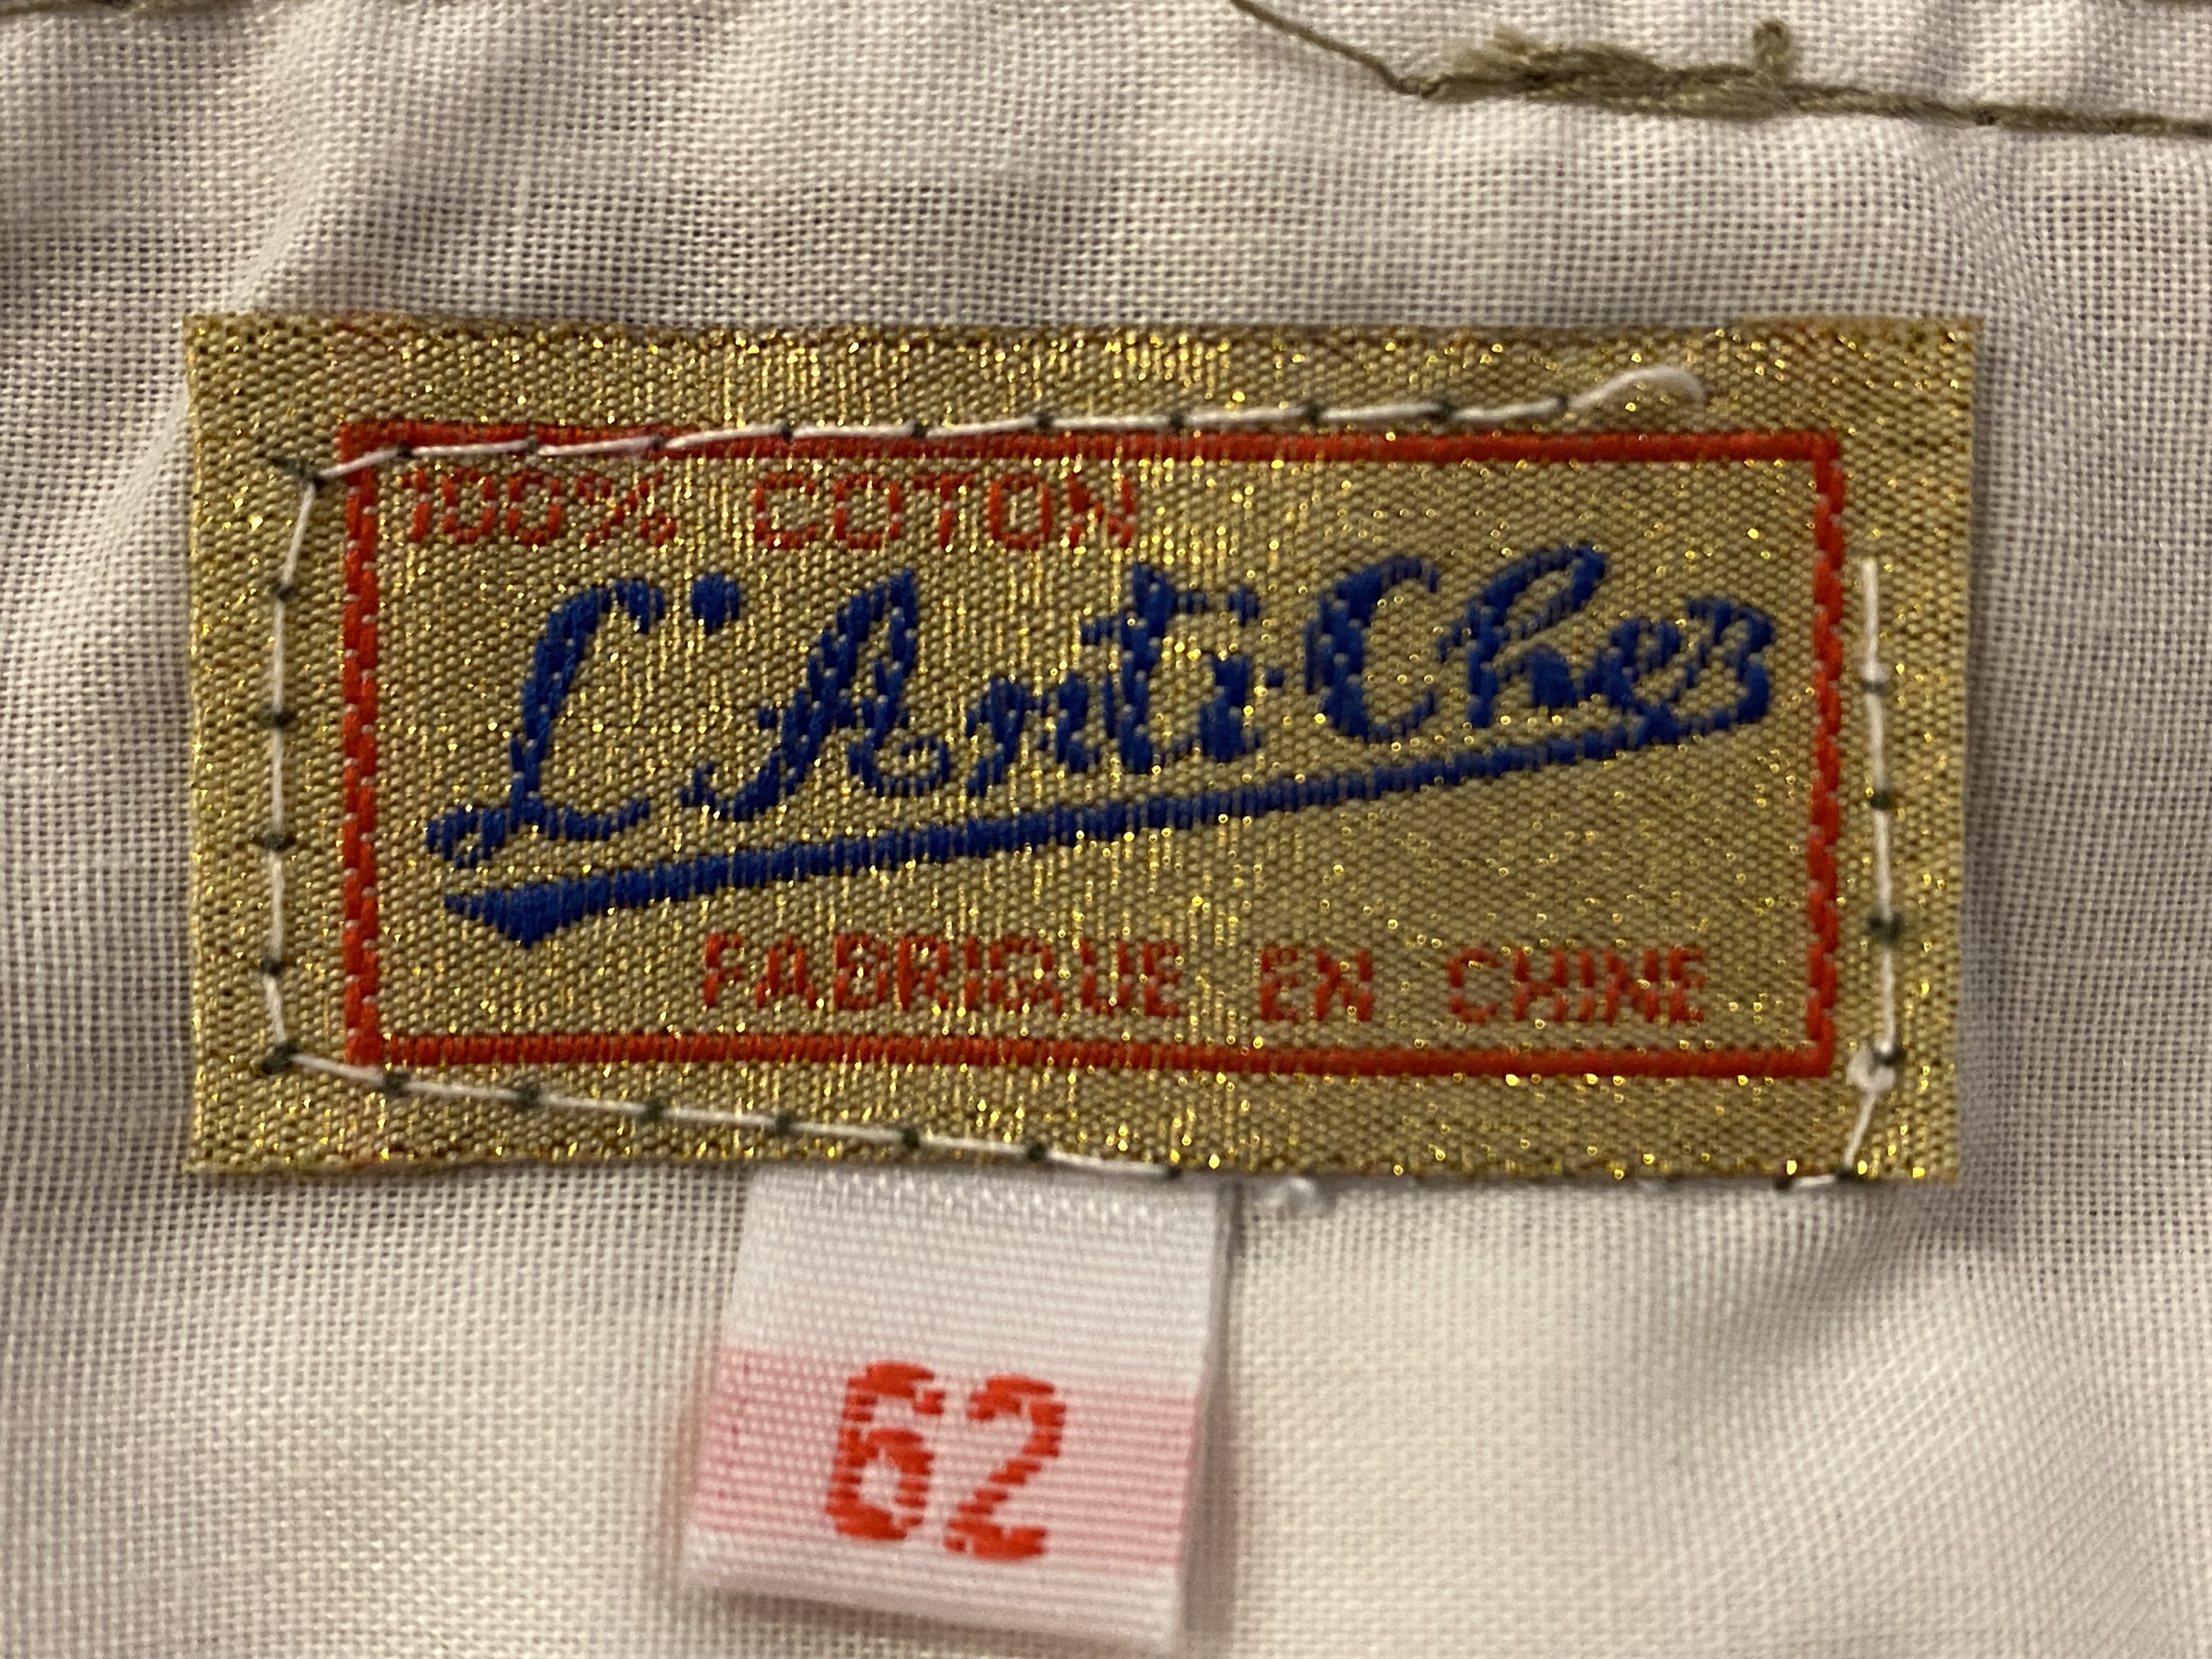 100% COTON
L'Anti-Chez
FABRIQUE EN CHINE
62